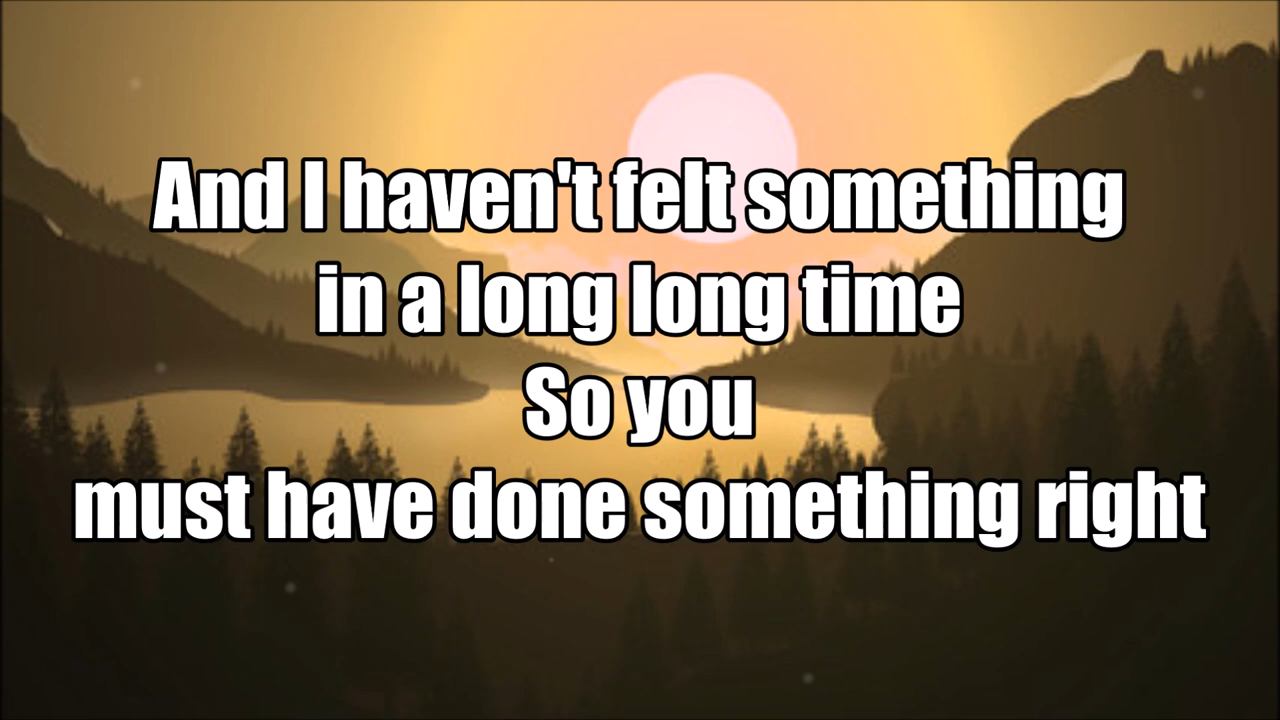 And I haven't felt something
in a long long time
So you
must have done something right